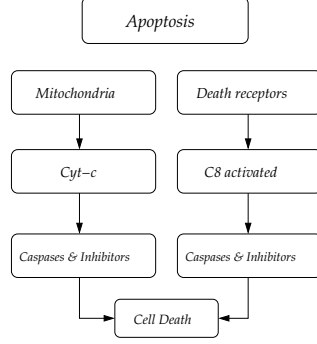 Apoptosis
Mitochondria
Death receptors
Cyt–c
C8 activated
Caspases & Inhibitors
Caspases & Inhibitors
Cell Death